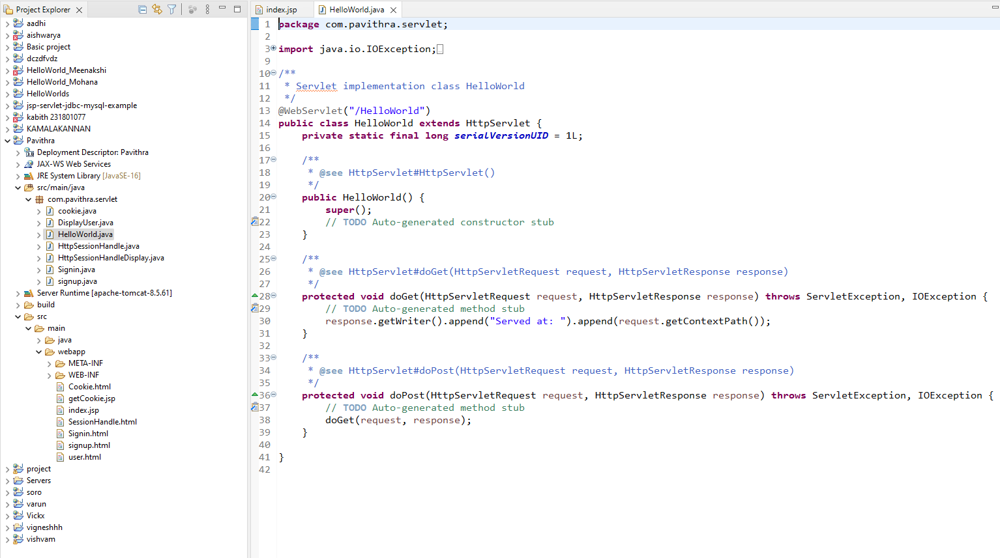 Project Explorer
aadhi
aishwarya
Basic project
dczdfvdz
HelloWorld_Meenakshi
HelloWorld_Mohana
HelloWorlds
jsp-servlet-jdbc-mysql-example
kabith 231801077
KAMALAKANNAN
Pavithra
Deployment Descriptor: Pavithra
JAX-WS Web Services
JRE System Library [JavaSE-16]
src/main/java
com.pavithra.servlet
cookie.java
DisplayUser.java
HelloWorld.java
HttpSessionHandle.java
HttpSessionHandleDisplay.java
Signin.java
signup.java
Server Runtime [apache-tomcat-8.5.61]
build
src
main
java
webapp
META-INF
WEB-INF
Cookie.html
getCookie.jsp
index.jsp
SessionHandle.html
Signin.html
signup.html
user.html
project
Servers
soro
varun
Vickx
vigneshhh
vishvam
index.jsp
HelloWorld.java
1 package com.pavithra.servlet;
2
3 import java.io.IOException;
9
10 /**
11 * Servlet implementation class HelloWorld
12 */
13 @WebServlet("/HelloWorld")
14 public class HelloWorld extends HttpServlet {
15 private static final long serialVersionUID = 1L;
16
17 /**
18 * @see HttpServlet#HttpServlet()
19 */
20 public HelloWorld() {
21 super();
22 // TODO Auto-generated constructor stub
23 }
24
25 /**
26 * @see HttpServlet#doGet(HttpServletRequest request, HttpServletResponse response)
27 */
28 protected void doGet(HttpServletRequest request, HttpServletResponse response) throws ServletException, IOException {
29 // TODO Auto-generated method stub
30 response.getWriter().append("Served at: ").append(request.getContextPath());
31 }
32
33 /**
34 * @see HttpServlet#doPost(HttpServletRequest request, HttpServletResponse response)
35 */
36 protected void doPost(HttpServletRequest request, HttpServletResponse response) throws ServletException, IOException {
37 // TODO Auto-generated method stub
38 doGet(request, response);
39 }
40
41 }
42